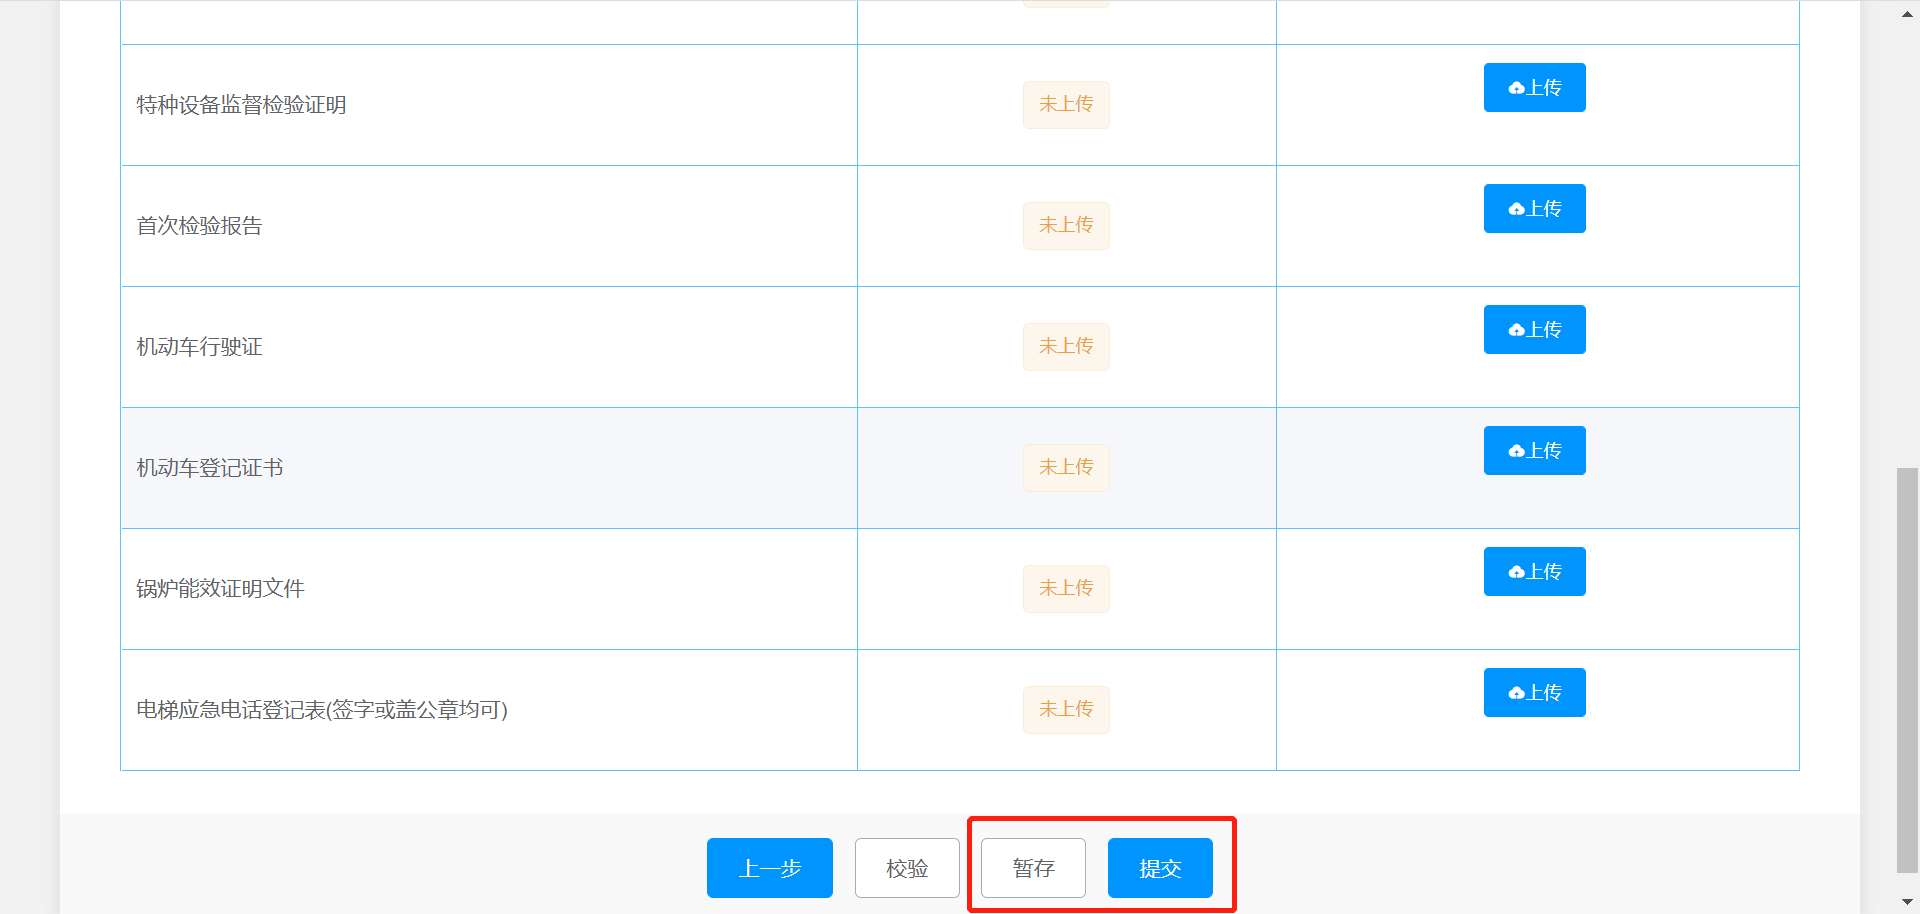 特种设备监督检验证明 未上传 上传
首次检验报告 未上传 上传
机动车行驶证 未上传 上传
机动车登记证书 未上传 上传
锅炉能效证明文件 未上传 上传
电梯应急电话登记表(签字或盖公章均可) 未上传 上传
上一步 校验 暂存 提交